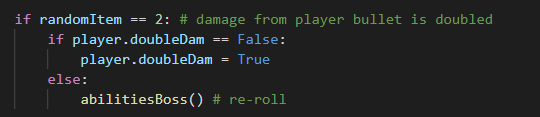 if randomItem == 2: # damage from player bullet is doubled
    if player.doubleDam == False:
        player.doubleDam = True
    else:
        abilitiesBoss() # re-roll